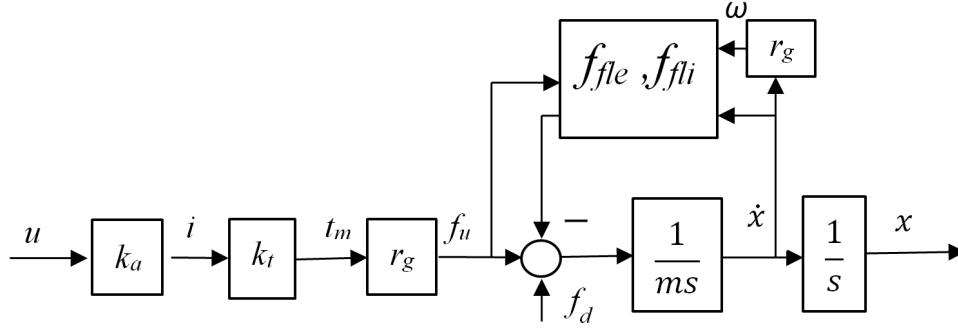 ω
f_fle ,f_fli
r_g
u
k_a
i
k_t
t_m
r_g
f_u
−
1
ms
ẋ
1
s
x
f_d